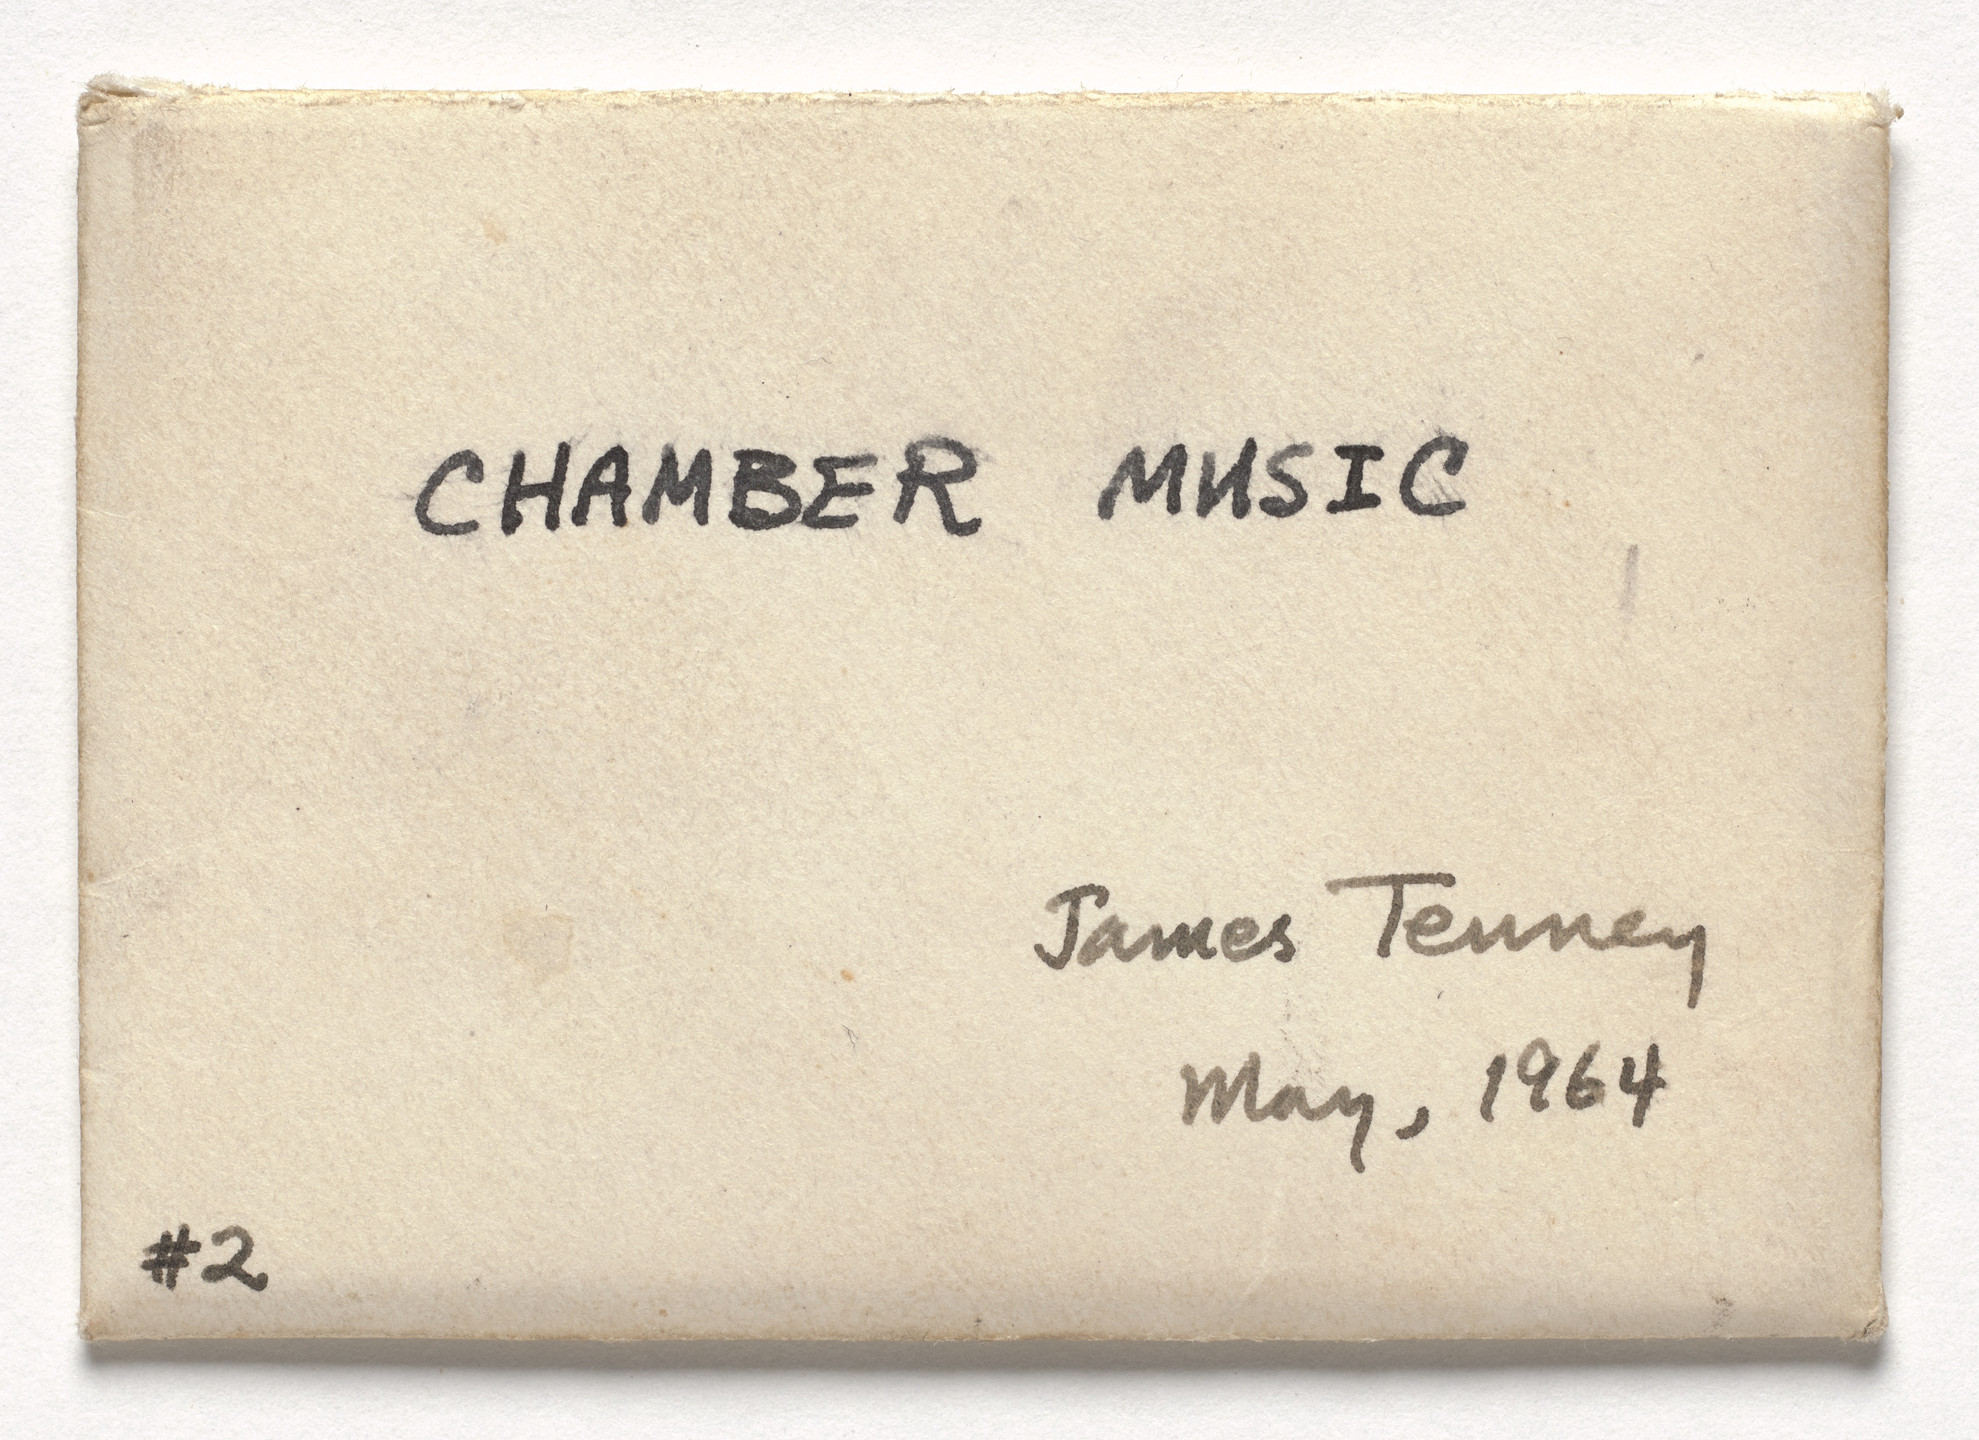 CHAMBER MUSIC
James Tenney
May, 1964
#2